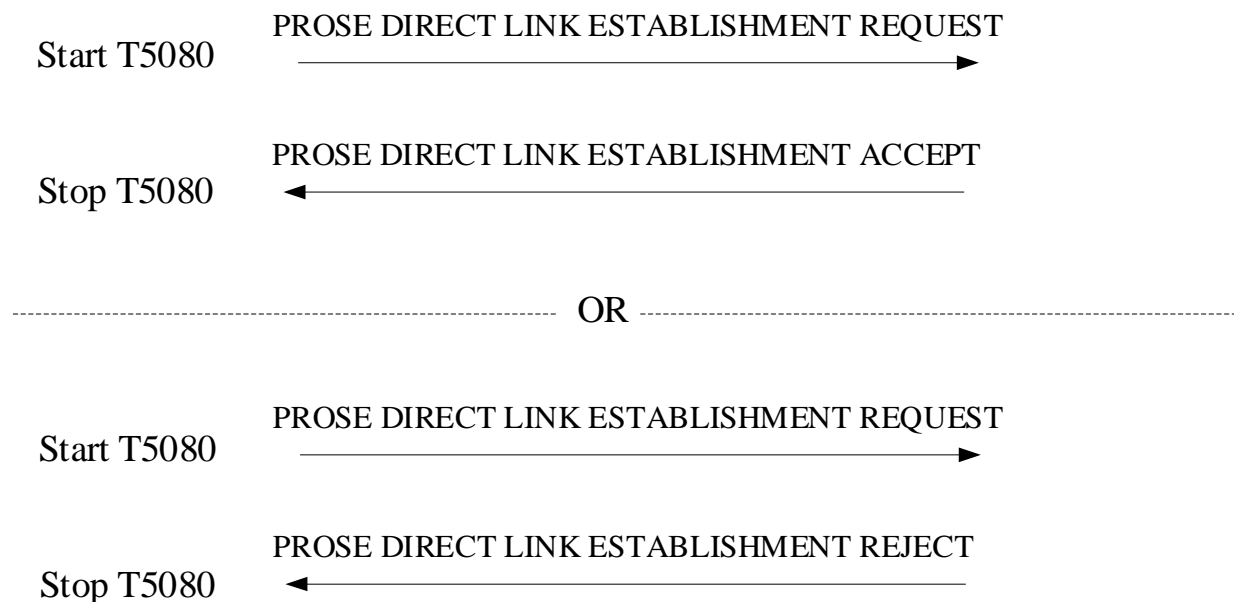 PROSE DIRECT LINK ESTABLISHMENT REQUEST
Start T5080
PROSE DIRECT LINK ESTABLISHMENT ACCEPT
Stop T5080
OR
PROSE DIRECT LINK ESTABLISHMENT REQUEST
Start T5080
PROSE DIRECT LINK ESTABLISHMENT REJECT
Stop T5080